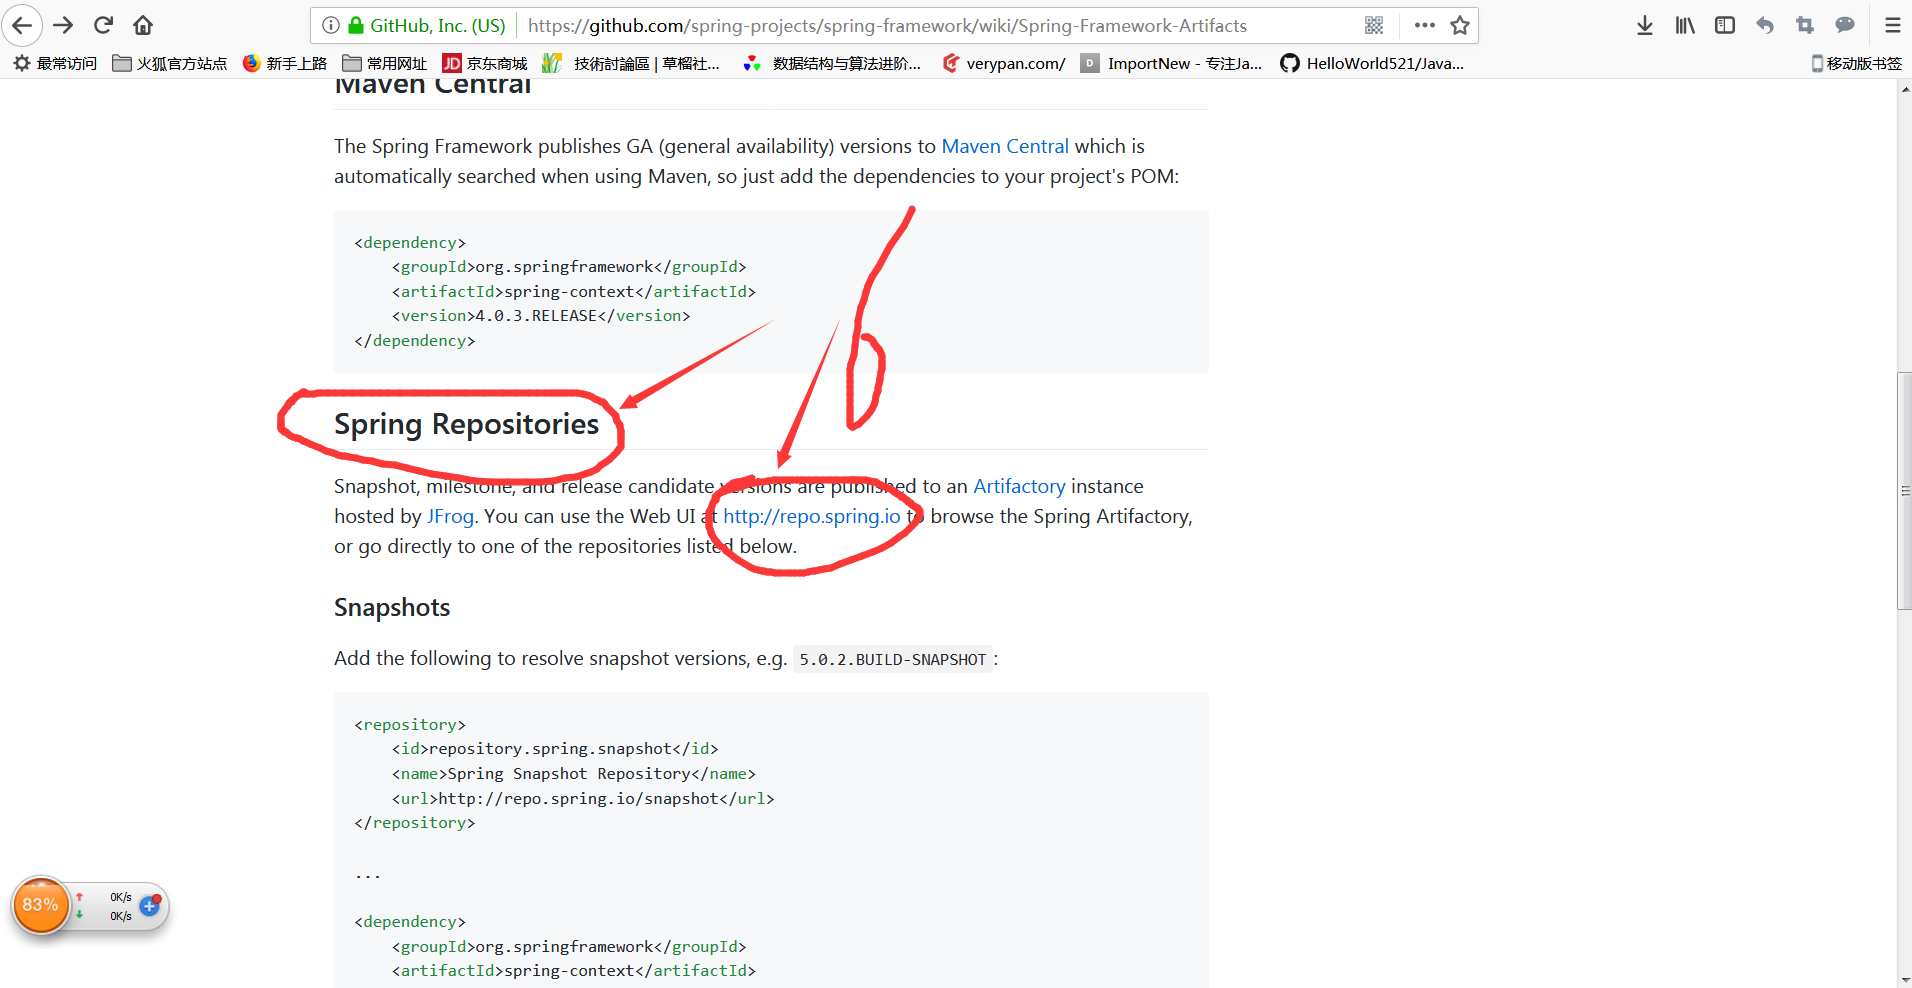 GitHub, Inc. (US)
https://github.com/spring-projects/spring-framework/wiki/Spring-Framework-Artifacts
最常访问 火狐官方站点 新手上路 常用网址 JD 京东商城 技術討論區 | 草榴社... 数据结构与算法进阶... verypan.com/ D ImportNew - 专注Ja... HelloWorld521/Java... 移动版书签
Maven Central
The Spring Framework publishes GA (general availability) versions to Maven Central which is
automatically searched when using Maven, so just add the dependencies to your project's POM:
<dependency>
    <groupId>org.springframework</groupId>
    <artifactId>spring-context</artifactId>
    <version>4.0.3.RELEASE</version>
</dependency>
Spring Repositories
Snapshot, milestone, and release candidate versions are published to an Artifactory instance
hosted by JFrog. You can use the Web UI at http://repo.spring.io to browse the Spring Artifactory,
or go directly to one of the repositories listed below.
Snapshots
Add the following to resolve snapshot versions, e.g. 5.0.2.BUILD-SNAPSHOT:
<repository>
    <id>repository.spring.snapshot</id>
    <name>Spring Snapshot Repository</name>
    <url>http://repo.spring.io/snapshot</url>
</repository>
...
<dependency>
    <groupId>org.springframework</groupId>
    <artifactId>spring-context</artifactId>
83%
0K/s
0K/s